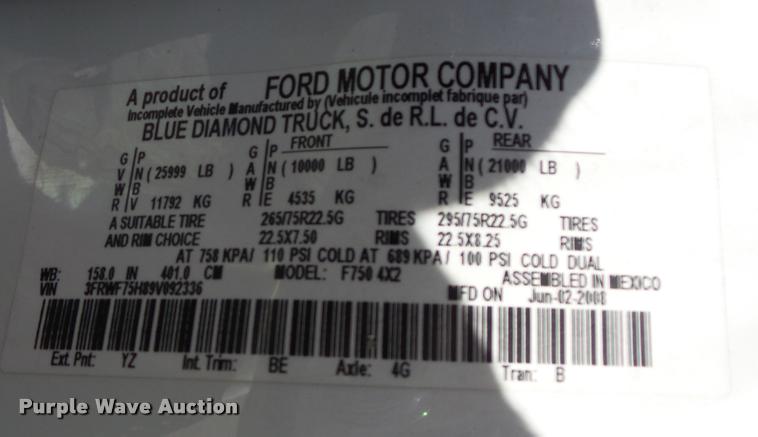 A product of FORD MOTOR COMPANY
Incomplete Vehicle Manufactured by (Vehicule incomplet fabrique par)
BLUE DIAMOND TRUCK, S. de R.L. de C.V.
FRONT REAR
G P G P G P
V N ( 25999 LB ) A N ( 10000 LB ) A N ( 21000 LB )
W B W B W B
R V 11792 KG R E 4535 KG R E 9525 KG
A SUITABLE TIRE 265/75R22.5G TIRES 295/75R22.5G TIRES
AND RIM CHOICE 22.5X7.50 RIMS 22.5X8.25 RIMS
AT 758 KPA/ 110 PSI COLD AT 689 KPA/ 100 PSI COLD DUAL
WB: 158.0 IN 401.0 CM MODEL: F750 4X2 ASSEMBLED IN MEXICO
VIN 3FRWF75H89V092336 MFD ON Jun-02-2008
Ext. Pnt: YZ Int. Trim: BE Axle: 4G Tran: B
Purple Wave Auction